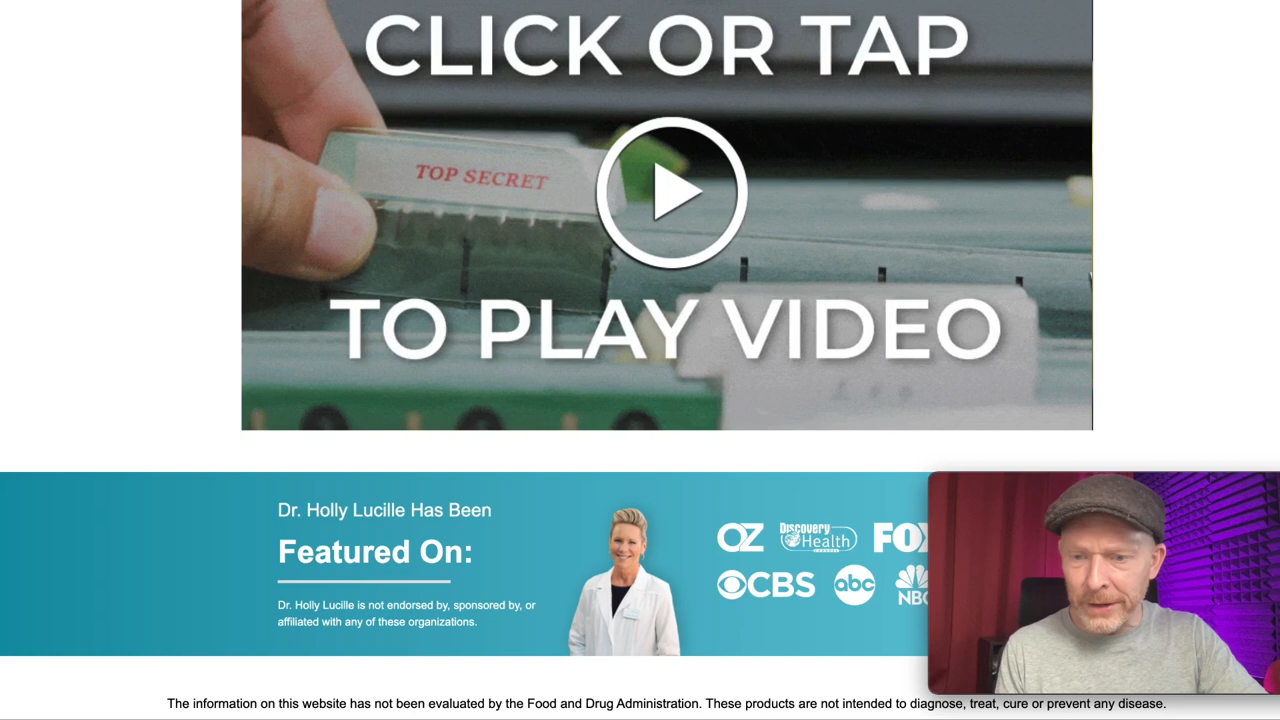 CLICK OR TAP
TOP SECRET
TO PLAY VIDEO
Dr. Holly Lucille Has Been
Featured On:
Dr. Holly Lucille is not endorsed by, sponsored by, or
affiliated with any of these organizations.
OZ Discovery Health CHANNEL FOX
CBS abc NBC
The information on this website has not been evaluated by the Food and Drug Administration. These products are not intended to diagnose, treat, cure or prevent any disease.